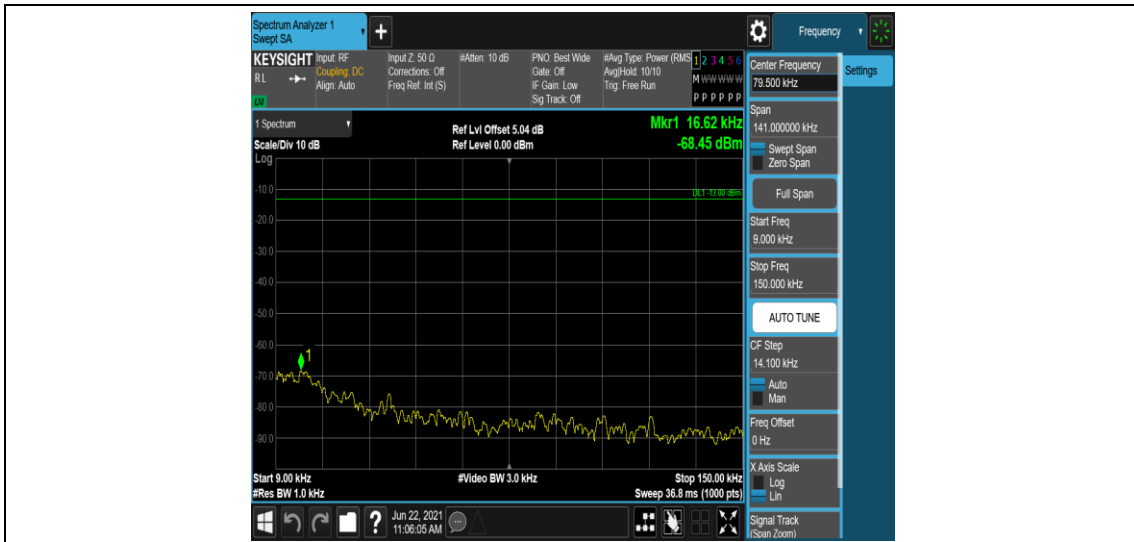 Spectrum Analyzer 1
Swept SA
Frequency
KEYSIGHT
RL
LXI
Input: RF
Coupling: DC
Align: Auto
Input Z: 50 Ω
Corrections: Off
Freq Ref: Int (S)
#Atten: 10 dB
PNO: Best Wide
Gate: Off
IF Gain: Low
Sig Track: Off
#Avg Type: Power (RMS
Avg|Hold: 10/10
Trig: Free Run
1 2 3 4 5 6
M W W W W W
P P P P P P
Center Frequency
79.500 kHz
Settings
1 Spectrum
Scale/Div 10 dB
Log
Ref Lvl Offset 5.04 dB
Ref Level 0.00 dBm
Mkr1 16.62 kHz
-68.45 dBm
DL1 -13.00 dBm
-10.0
-20.0
-30.0
-40.0
-50.0
-60.0
-70.0
-80.0
-90.0
1
Start 9.00 kHz
#Res BW 1.0 kHz
#Video BW 3.0 kHz
Stop 150.00 kHz
Sweep 36.8 ms (1000 pts)
Span
141.000000 kHz
Swept Span
Zero Span
Full Span
Start Freq
9.000 kHz
Stop Freq
150.000 kHz
AUTO TUNE
CF Step
14.100 kHz
Auto
Man
Freq Offset
0 Hz
X Axis Scale
Log
Lin
Signal Track
(Span Zoom)
?
Jun 22, 2021
11:06:05 AM